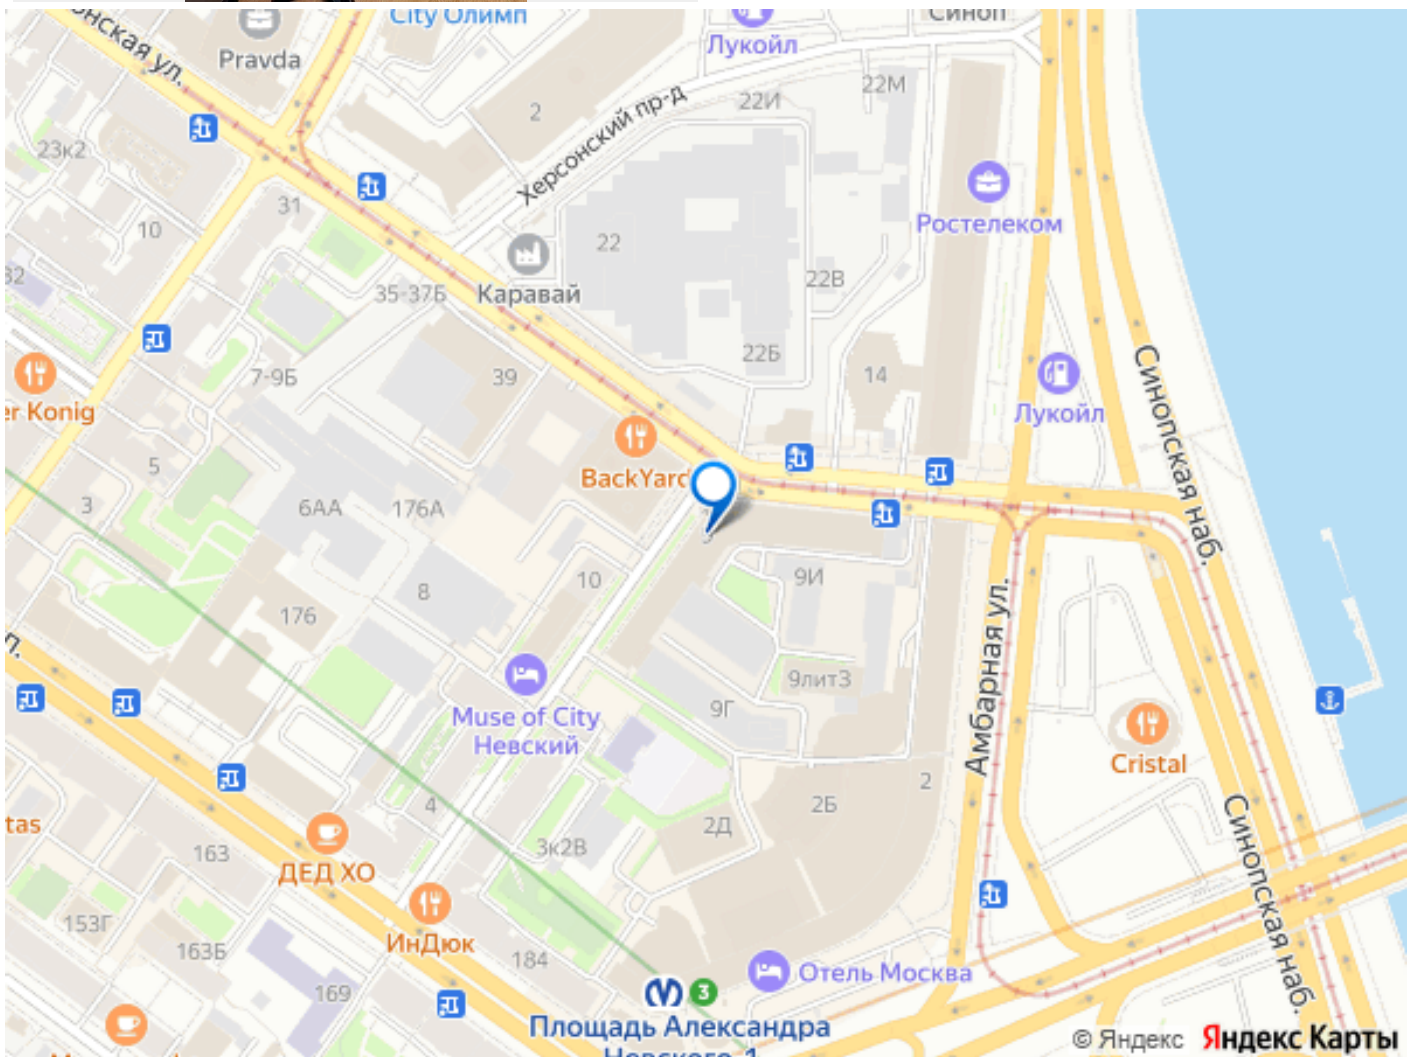 City Олимп
Синоп
Лукойл
онская ул.
Pravda
22М
22И
2
Херсонский пр-д
23к2
31
10
22
Ростелеком
32
35-37Б
Каравай
22В
22Б
7-9Б
39
14
er Konig
Лукойл
Синопская наб.
BackYard
5
3
6АА
176А
9И
10
8
176
Амбарная ул.
9лит3
9Г
Muse of City
Невский
Cristal
4
2Б
2
2Д
tas
163
3к2В
ДЕД ХО
Синопская наб.
153Г
163Б
ИнДюк
184
169
3
Отель Москва
Площадь Александра
Невского-1
© Яндекс Яндекс Карты